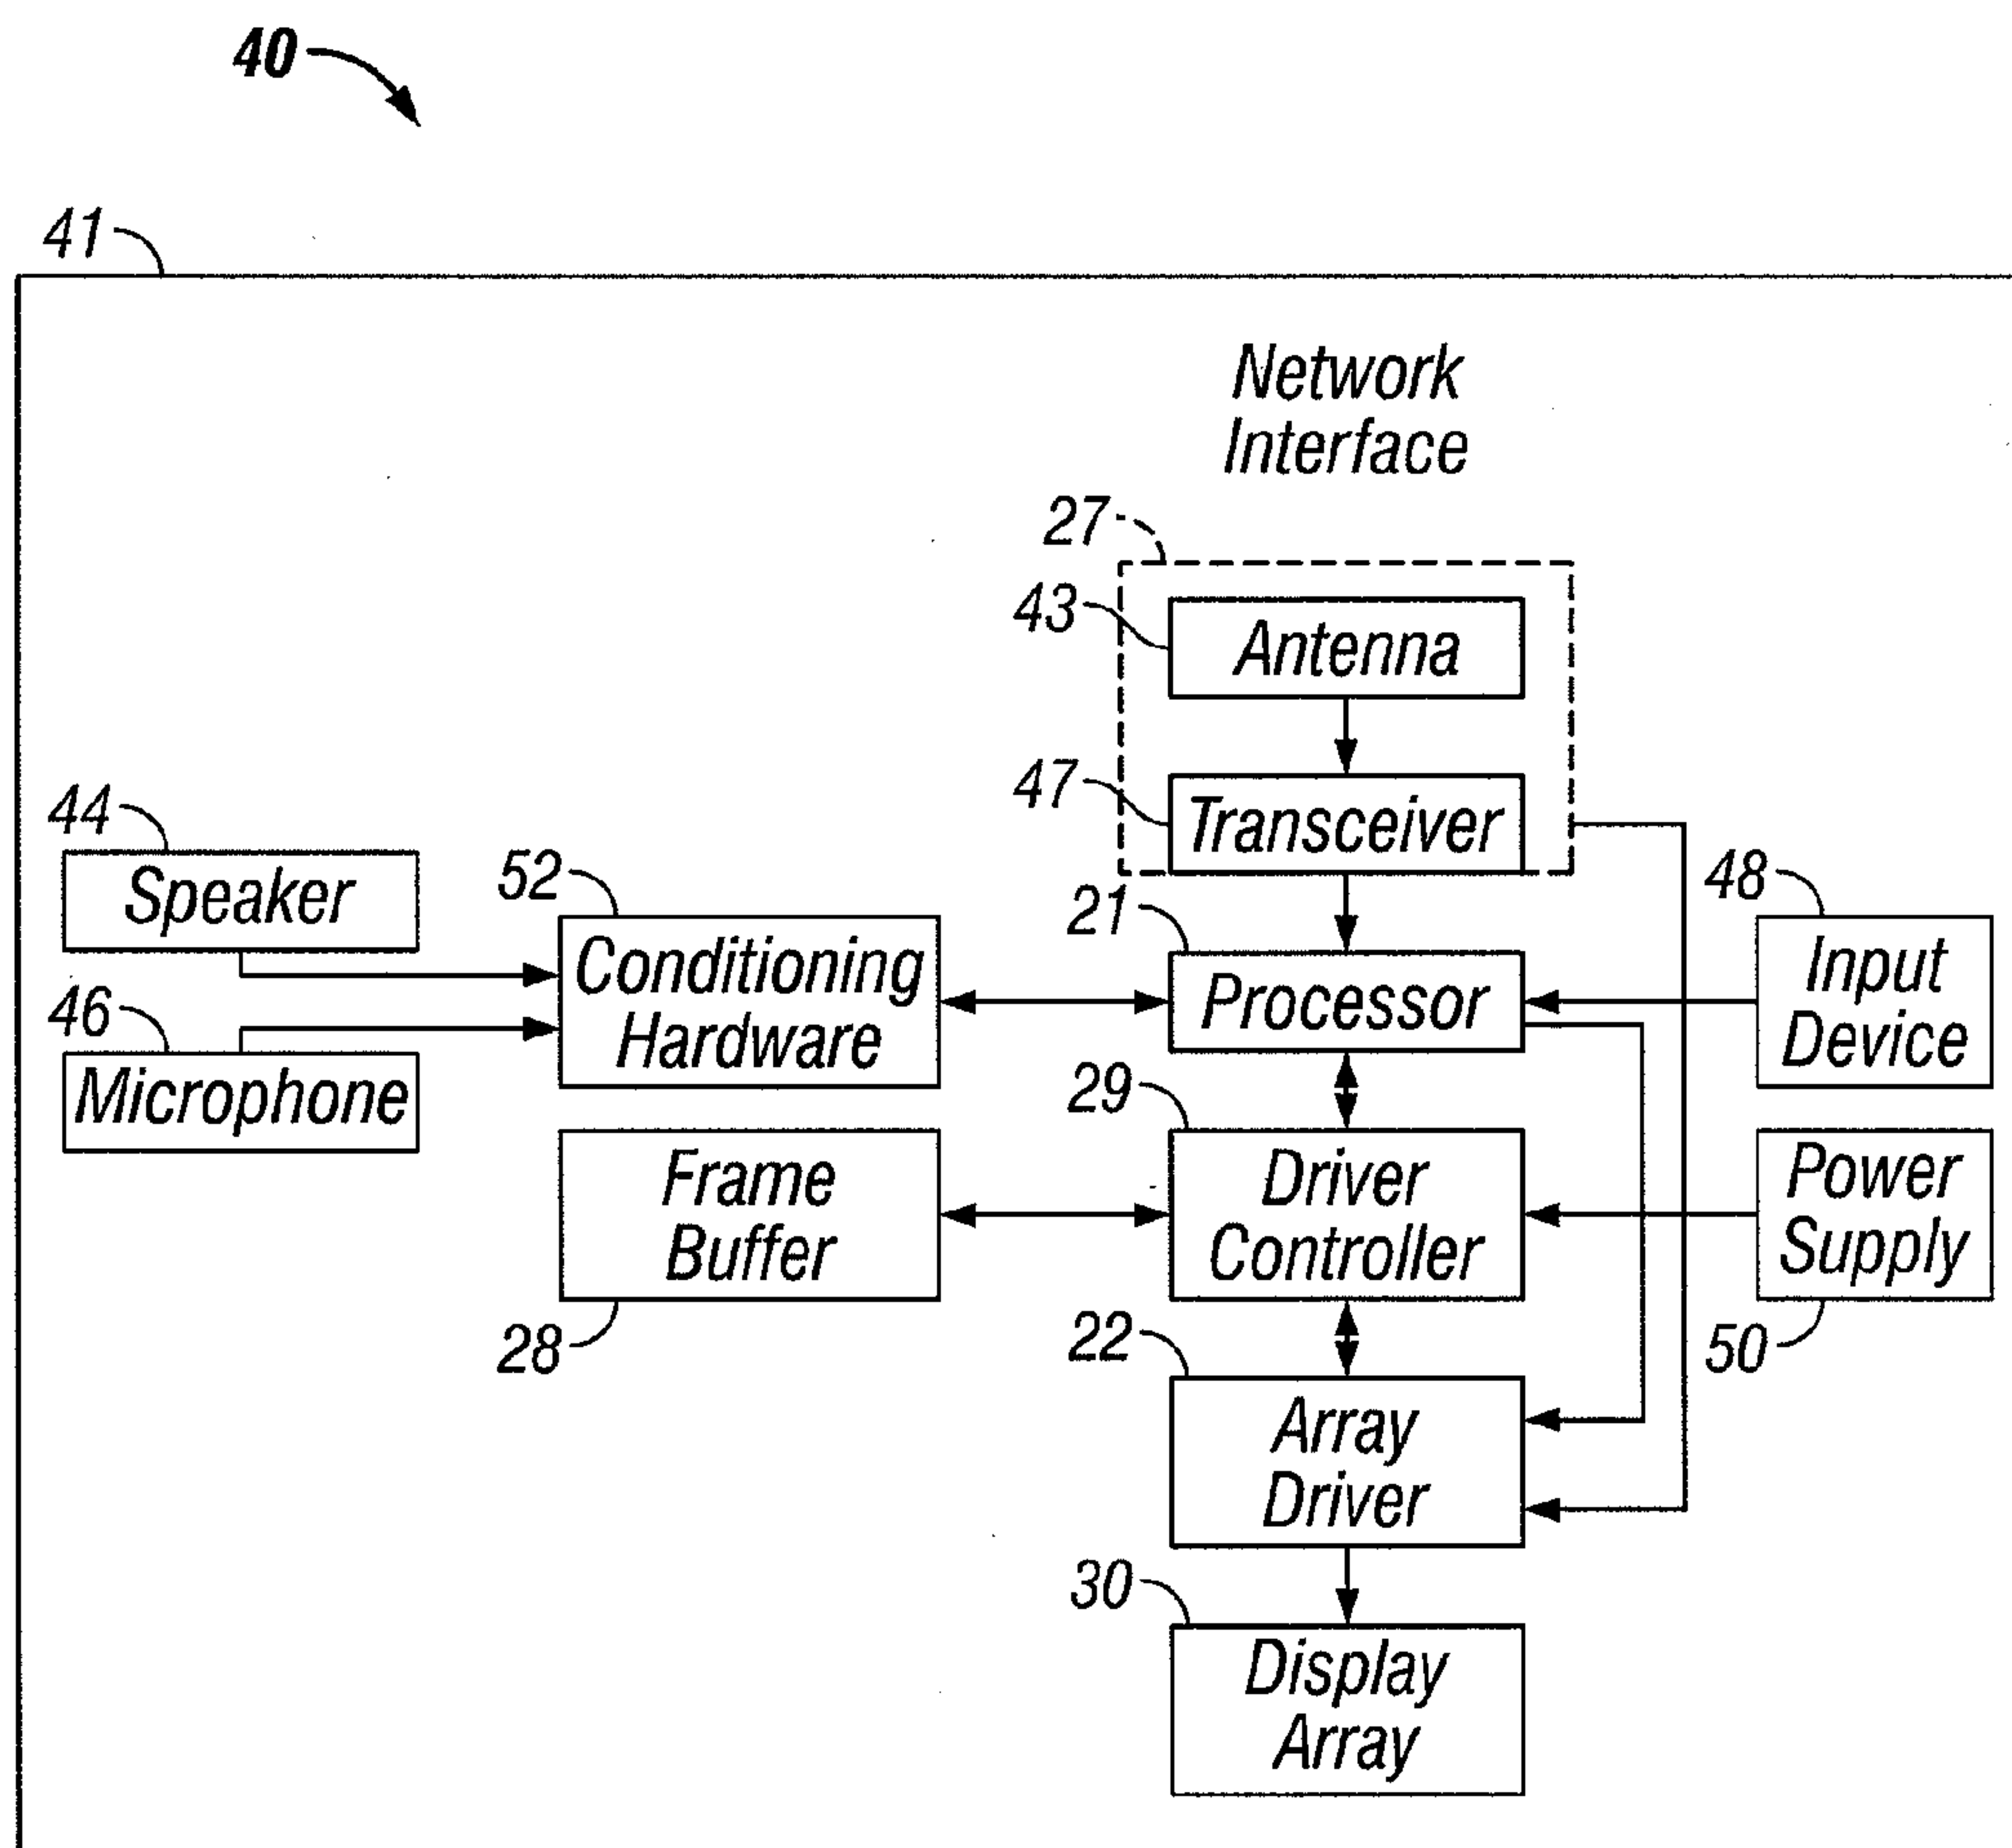 40
41
Network
Interface
27
43
Antenna
47
Transceiver
44
Speaker
52
Conditioning
Hardware
21
Processor
48
Input
Device
46
Microphone
29
Driver
Controller
Frame
Buffer
28
Power
Supply
50
22
Array
Driver
30
Display
Array